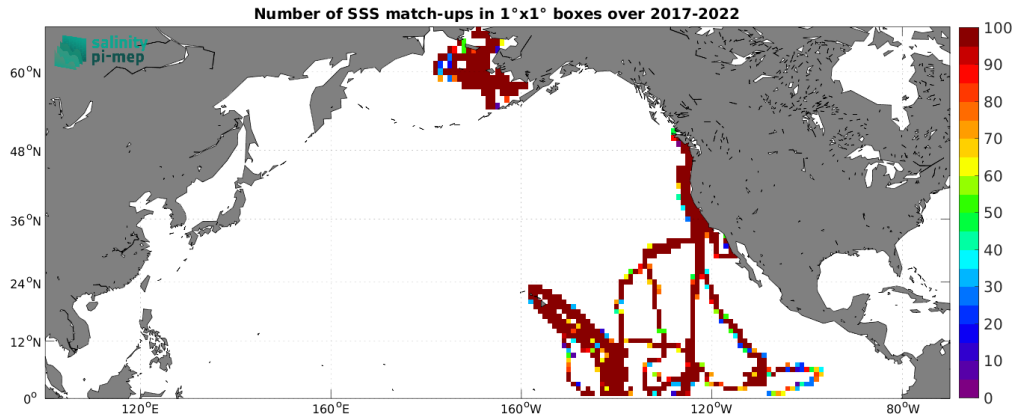 Number of SSS match-ups in 1°x1° boxes over 2017-2022
salinity
pi-mep
60°N
48°N
36°N
24°N
12°N
0°
120°E
160°E
160°W
120°W
80°W
100
90
80
70
60
50
40
30
20
10
0